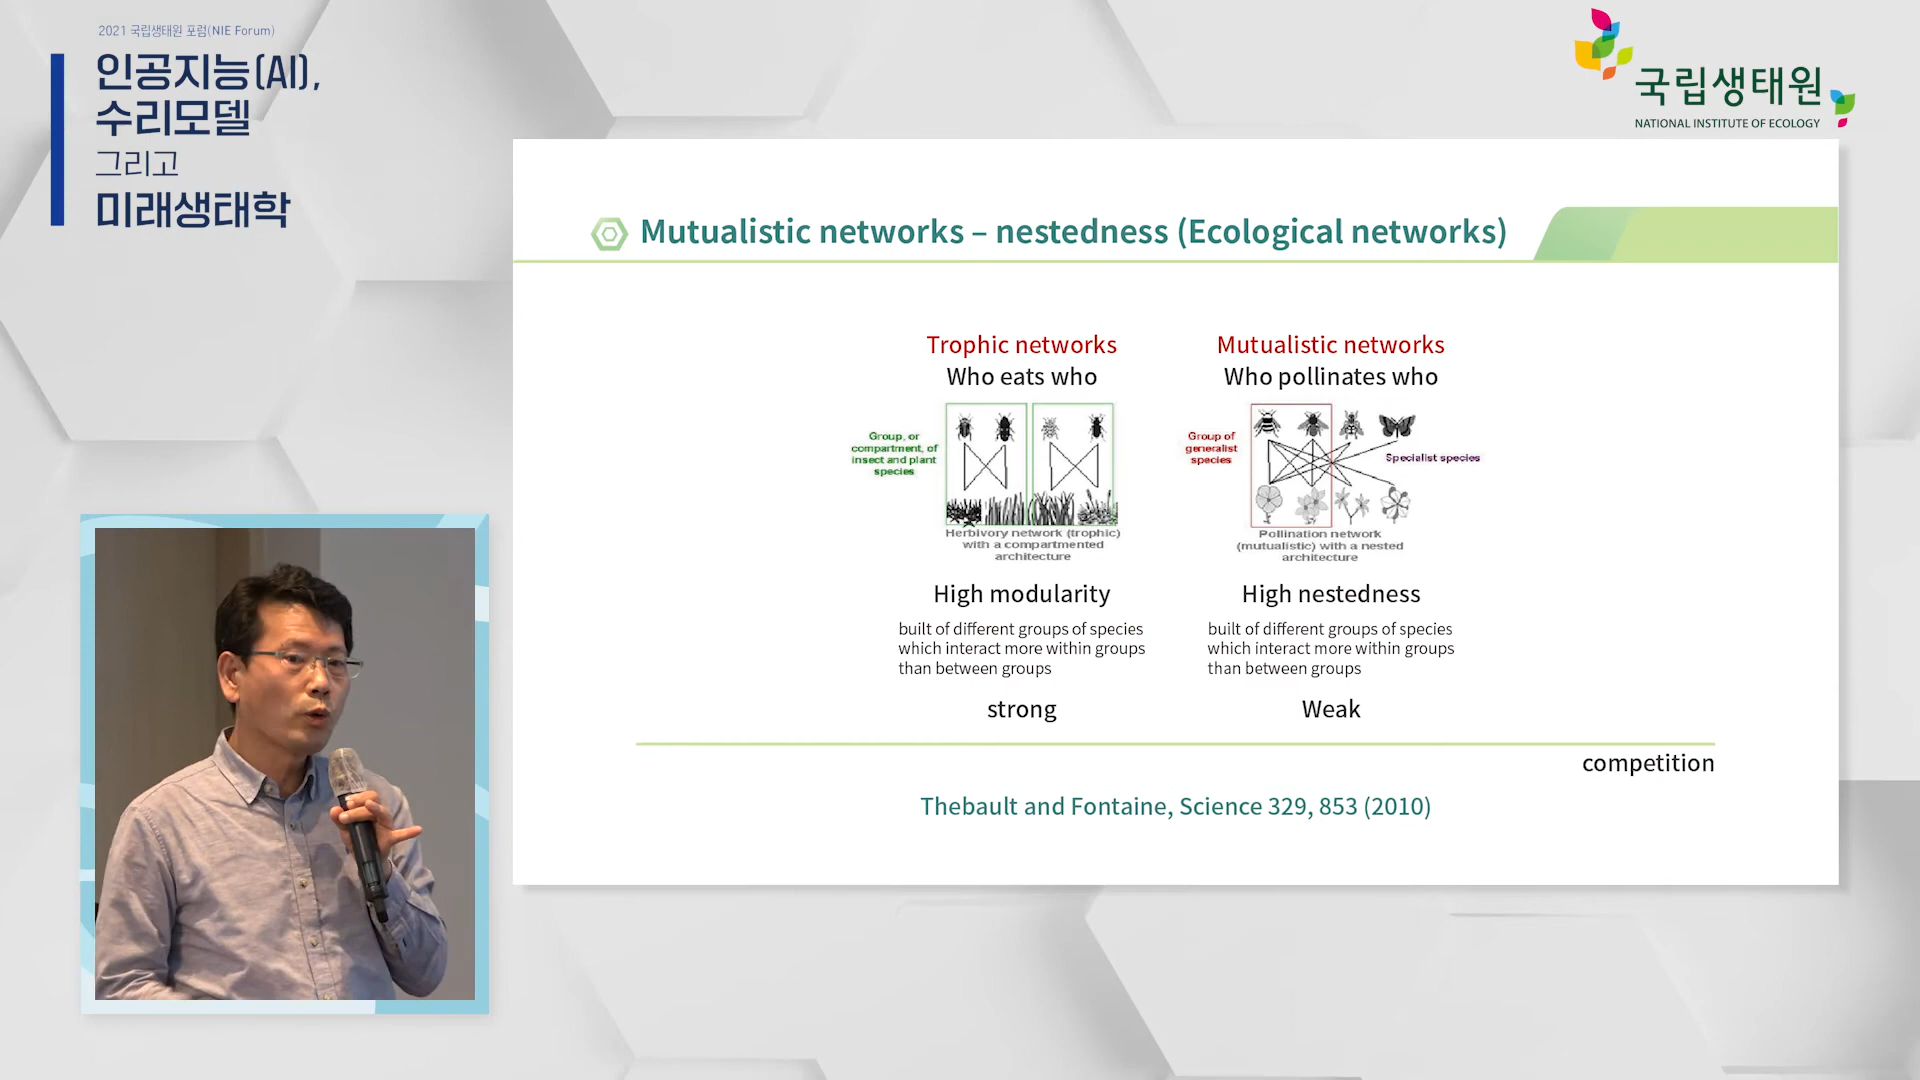 2021 국립생태원 포럼(NIE Forum)
인공지능(AI),
수리모델
그리고
미래생태학
국립생태원
NATIONAL INSTITUTE OF ECOLOGY
Mutualistic networks – nestedness (Ecological networks)
Trophic networks
Who eats who
Group, or
compartment, of
insect and plant
species
Herbivory network (trophic)
with a compartmented
architecture
High modularity
built of different groups of species
which interact more within groups
than between groups
strong
Mutualistic networks
Who pollinates who
Group of
generalist
species
Specialist species
Pollination network
(mutualistic) with a nested
architecture
High nestedness
built of different groups of species
which interact more within groups
than between groups
Weak
competition
Thebault and Fontaine, Science 329, 853 (2010)